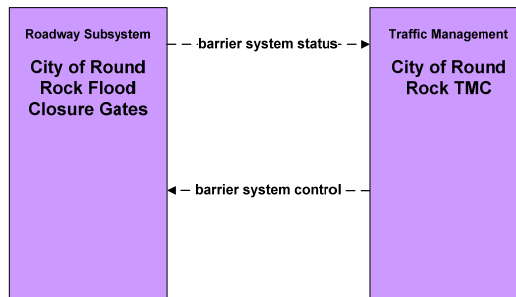 Roadway Subsystem
City of Round
Rock Flood
Closure Gates
barrier system status
Traffic Management
City of Round
Rock TMC
barrier system control